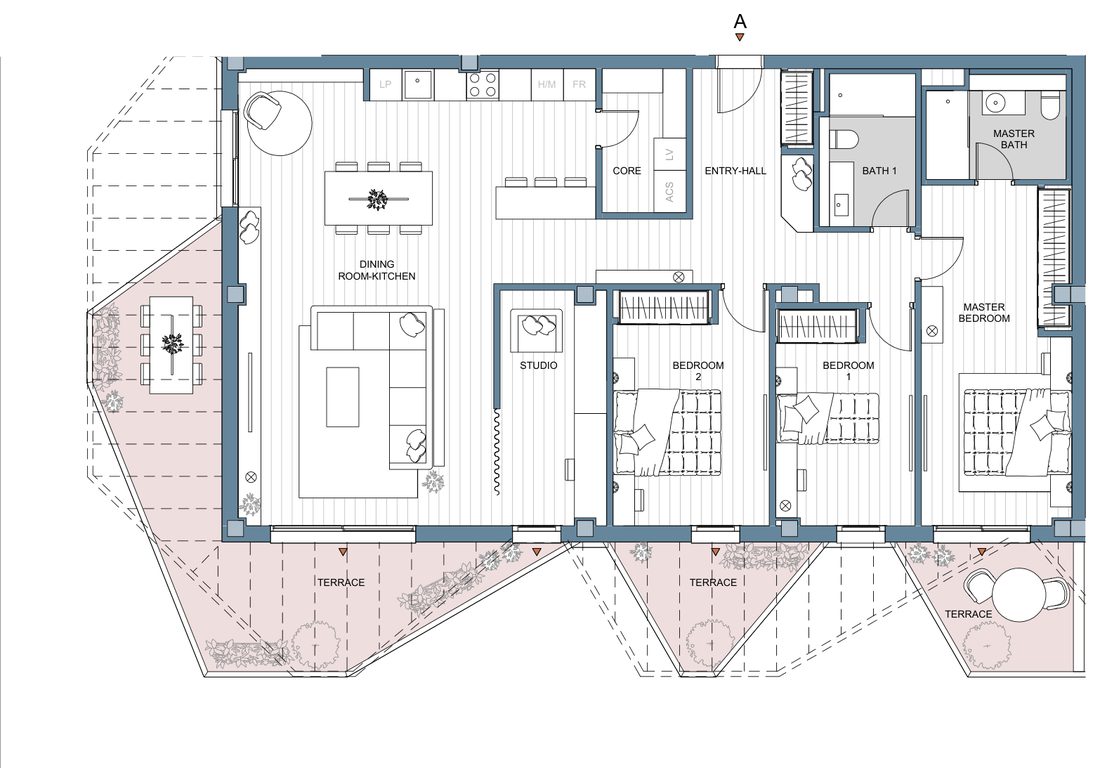 A
LP
H/M
FR
MASTER
BATH
LV
CORE
ENTRY-HALL
BATH 1
ACS
DINING
ROOM-KITCHEN
MASTER
BEDROOM
STUDIO
BEDROOM
2
BEDROOM
1
TERRACE
TERRACE
TERRACE